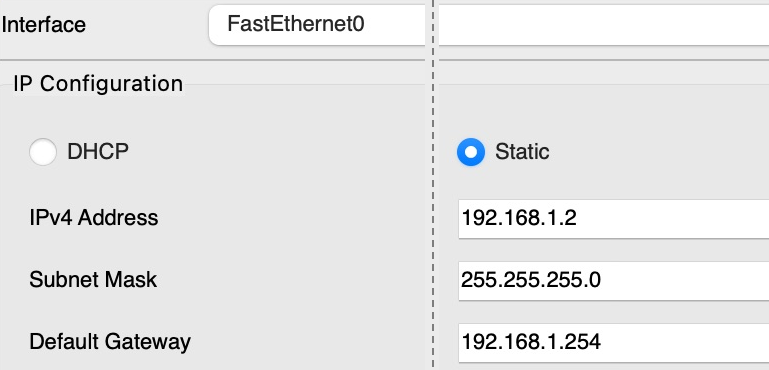 Interface FastEthernet0
IP Configuration
DHCP Static
IPv4 Address 192.168.1.2
Subnet Mask 255.255.255.0
Default Gateway 192.168.1.254